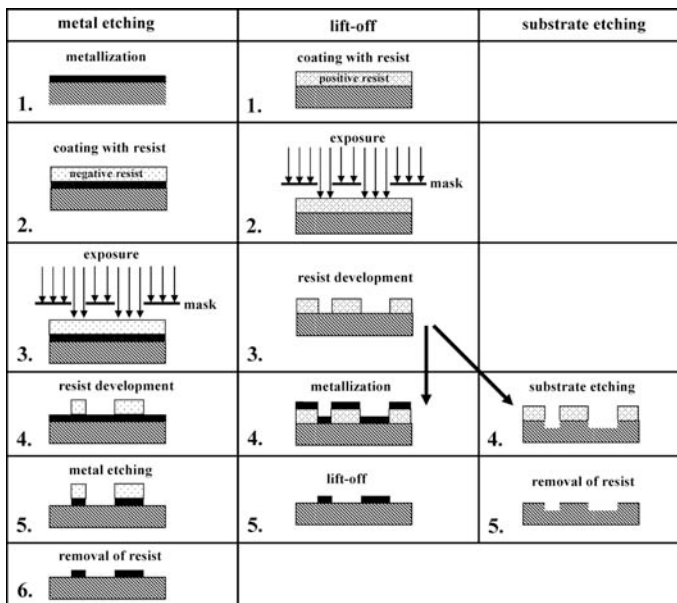 metal etching
lift-off
substrate etching
metallization
1.
coating with resist
positive resist
1.
coating with resist
negative resist
2.
exposure
mask
2.
exposure
mask
3.
resist development
3.
resist development
4.
metallization
4.
substrate etching
4.
metal etching
5.
lift-off
5.
removal of resist
5.
removal of resist
6.